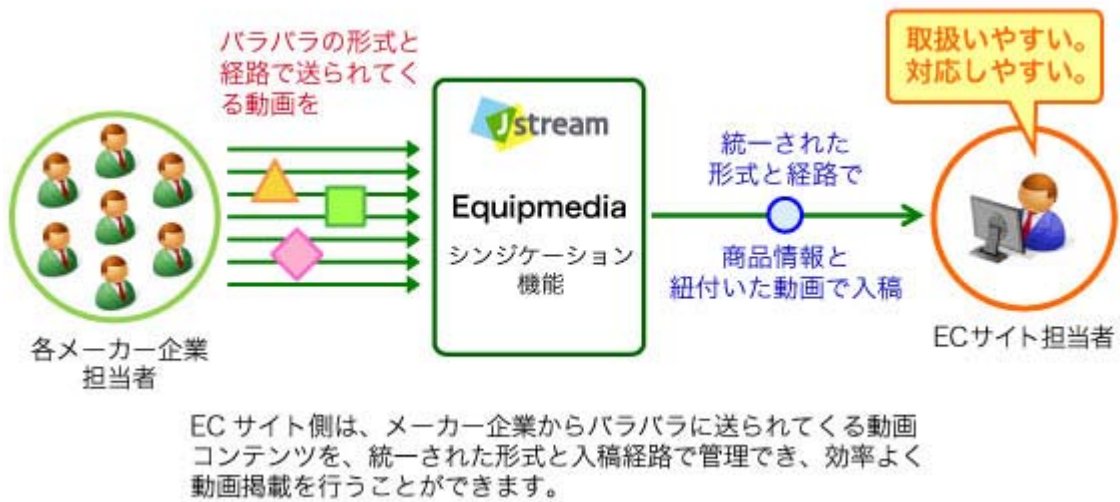 バラバラの形式と
経路で送られてく
る動画を
取扱いやすい。
対応しやすい。
Jstream
Equipmedia
シンジケーション
機能
統一された
形式と経路で
商品情報と
紐付いた動画で入稿
各メーカー企業
担当者
ECサイト担当者
EC サイト側は、メーカー企業からバラバラに送られてくる動画
コンテンツを、統一された形式と入稿経路で管理でき、効率よく
動画掲載を行うことができます。